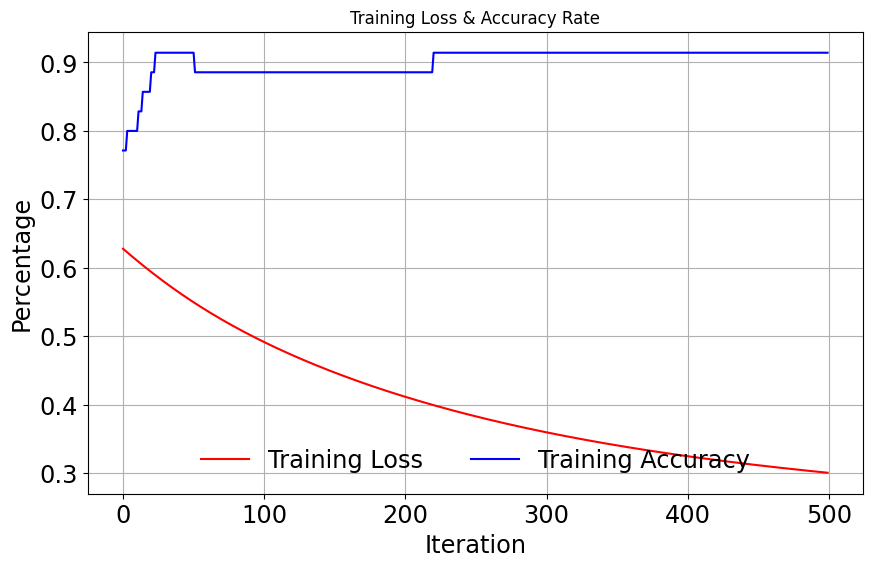 Training Loss & Accuracy Rate
0.9
0.8
0.7
0.6
0.5
0.4
0.3
Percentage
Training Loss
Training Accuracy
0
100
200
300
400
500
Iteration